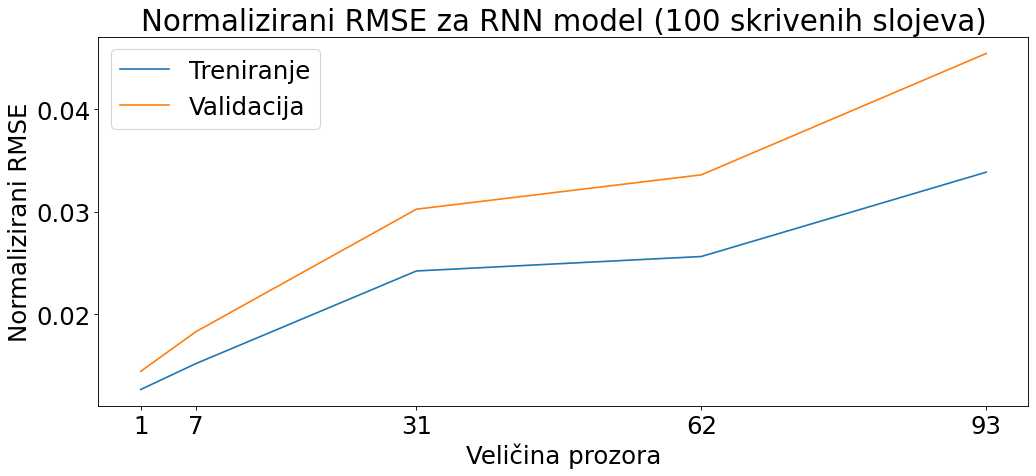 Normalizirani RMSE za RNN model (100 skrivenih slojeva)
Treniranje
Validacija
Normalizirani RMSE
0.04
0.03
0.02
1 7 31 62 93
Veličina prozora